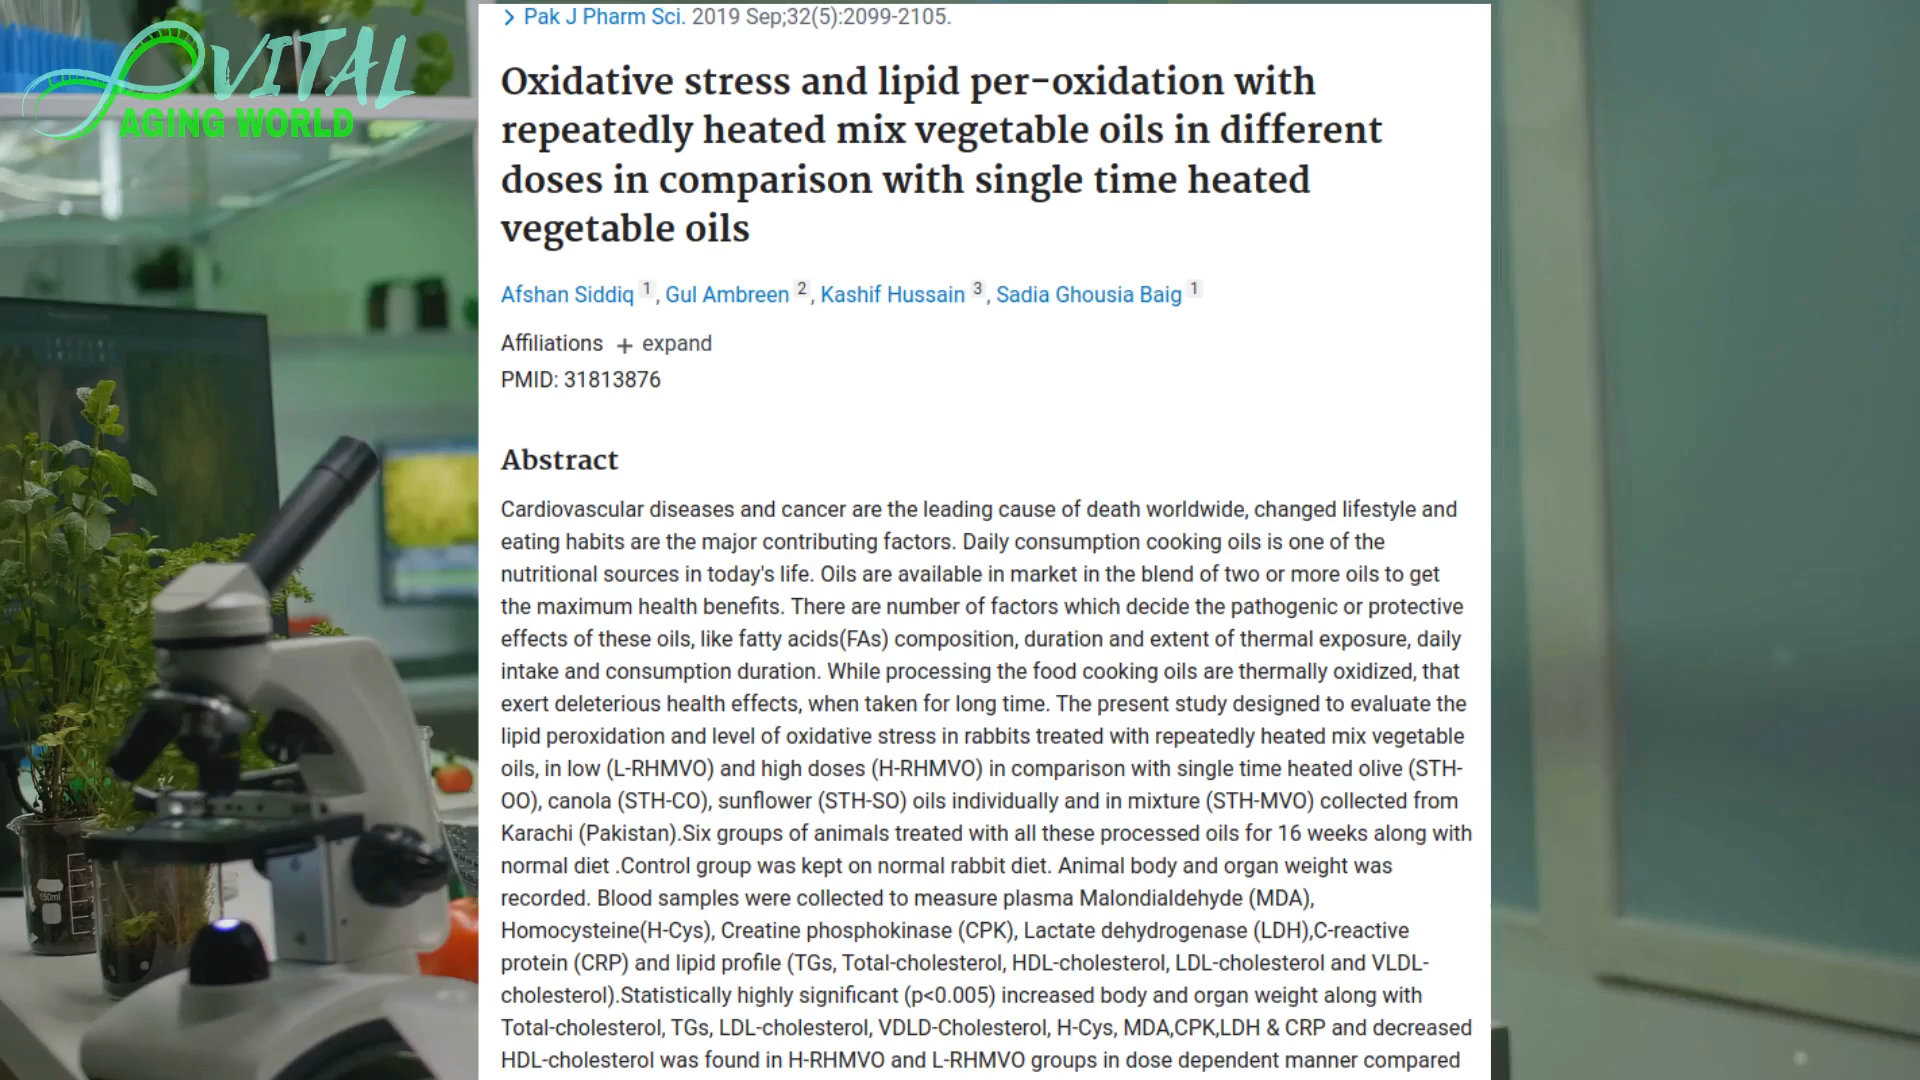 VITAL
AGING WORLD
Pak J Pharm Sci. 2019 Sep;32(5):2099-2105.
Oxidative stress and lipid per-oxidation with
repeatedly heated mix vegetable oils in different
doses in comparison with single time heated
vegetable oils
Afshan Siddiq 1, Gul Ambreen 2, Kashif Hussain 3, Sadia Ghousia Baig 1
Affiliations + expand
PMID: 31813876
Abstract
Cardiovascular diseases and cancer are the leading cause of death worldwide, changed lifestyle and
eating habits are the major contributing factors. Daily consumption cooking oils is one of the
nutritional sources in today's life. Oils are available in market in the blend of two or more oils to get
the maximum health benefits. There are number of factors which decide the pathogenic or protective
effects of these oils, like fatty acids(FAs) composition, duration and extent of thermal exposure, daily
intake and consumption duration. While processing the food cooking oils are thermally oxidized, that
exert deleterious health effects, when taken for long time. The present study designed to evaluate the
lipid peroxidation and level of oxidative stress in rabbits treated with repeatedly heated mix vegetable
oils, in low (L-RHMVO) and high doses (H-RHMVO) in comparison with single time heated olive (STH-
OO), canola (STH-CO), sunflower (STH-SO) oils individually and in mixture (STH-MVO) collected from
Karachi (Pakistan).Six groups of animals treated with all these processed oils for 16 weeks along with
normal diet .Control group was kept on normal rabbit diet. Animal body and organ weight was
recorded. Blood samples were collected to measure plasma Malondialdehyde (MDA),
Homocysteine(H-Cys), Creatine phosphokinase (CPK), Lactate dehydrogenase (LDH),C-reactive
protein (CRP) and lipid profile (TGs, Total-cholesterol, HDL-cholesterol, LDL-cholesterol and VLDL-
cholesterol).Statistically highly significant (p<0.005) increased body and organ weight along with
Total-cholesterol, TGs, LDL-cholesterol, VDLD-Cholesterol, H-Cys, MDA,CPK,LDH & CRP and decreased
HDL-cholesterol was found in H-RHMVO and L-RHMVO groups in dose dependent manner compared
150ml